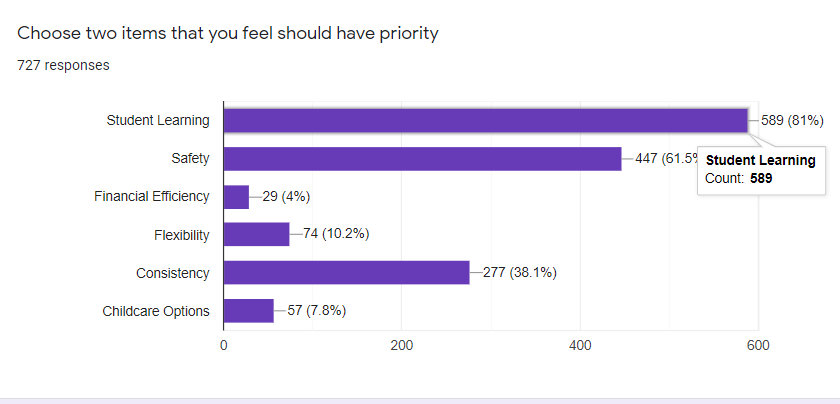 Choose two items that you feel should have priority
727 responses
Student Learning 589 (81%)
Safety 447 (61.5%
Student Learning
Count: 589
Financial Efficiency 29 (4%)
Flexibility 74 (10.2%)
Consistency 277 (38.1%)
Childcare Options 57 (7.8%)
0 200 400 600